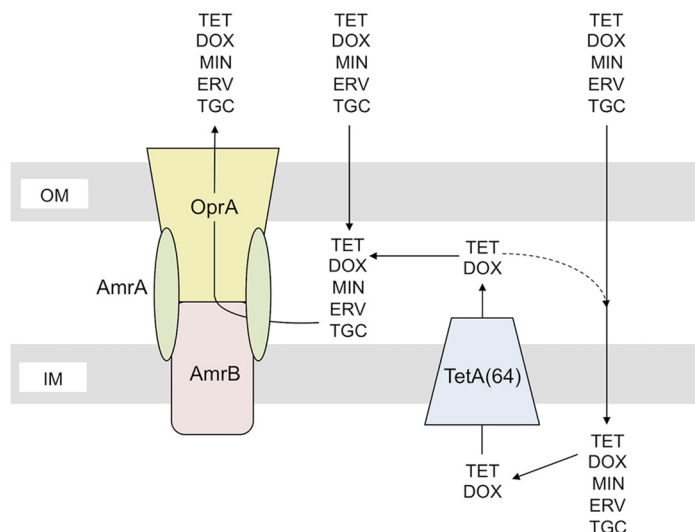 TET
DOX
MIN
ERV
TGC
TET
DOX
MIN
ERV
TGC
TET
DOX
MIN
ERV
TGC
OM
OprA
AmrA
TET
DOX
MIN
ERV
TGC
TET
DOX
IM
AmrB
TetA(64)
TET
DOX
TET
DOX
MIN
ERV
TGC